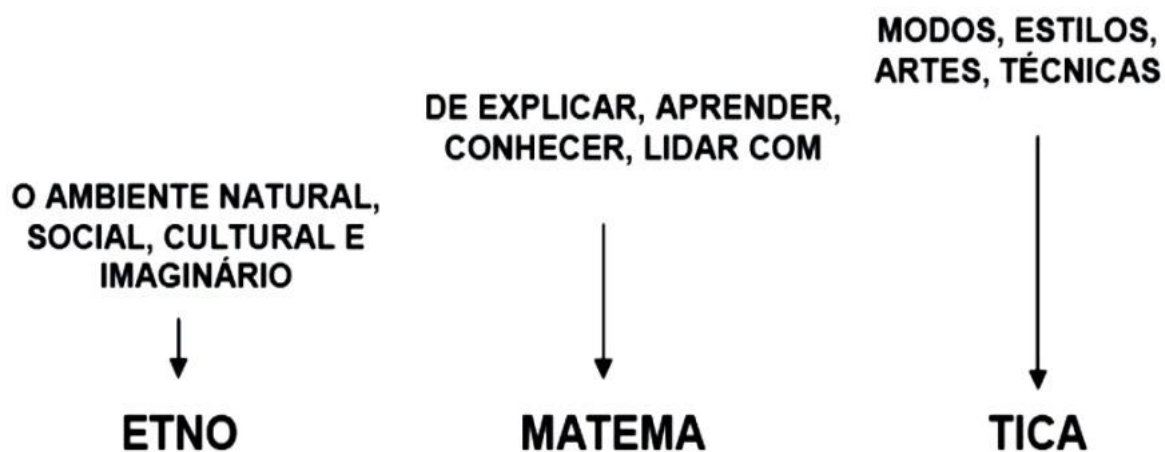 MODOS, ESTILOS,
ARTES, TÉCNICAS
DE EXPLICAR, APRENDER,
CONHECER, LIDAR COM
O AMBIENTE NATURAL,
SOCIAL, CULTURAL E
IMAGINÁRIO
ETNO
MATEMA
TICA